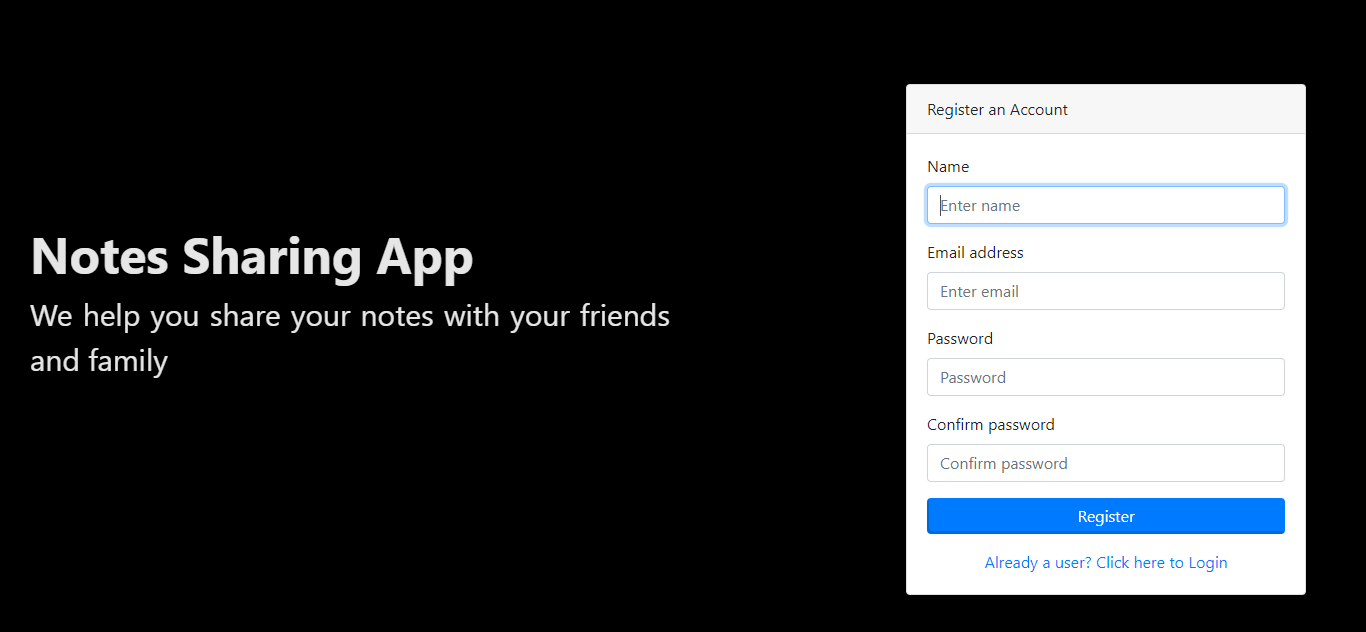 Notes Sharing App
We help you share your notes with your friends
and family
Register an Account
Name
Enter name
Email address
Enter email
Password
Password
Confirm password
Confirm password
Register
Already a user? Click here to Login